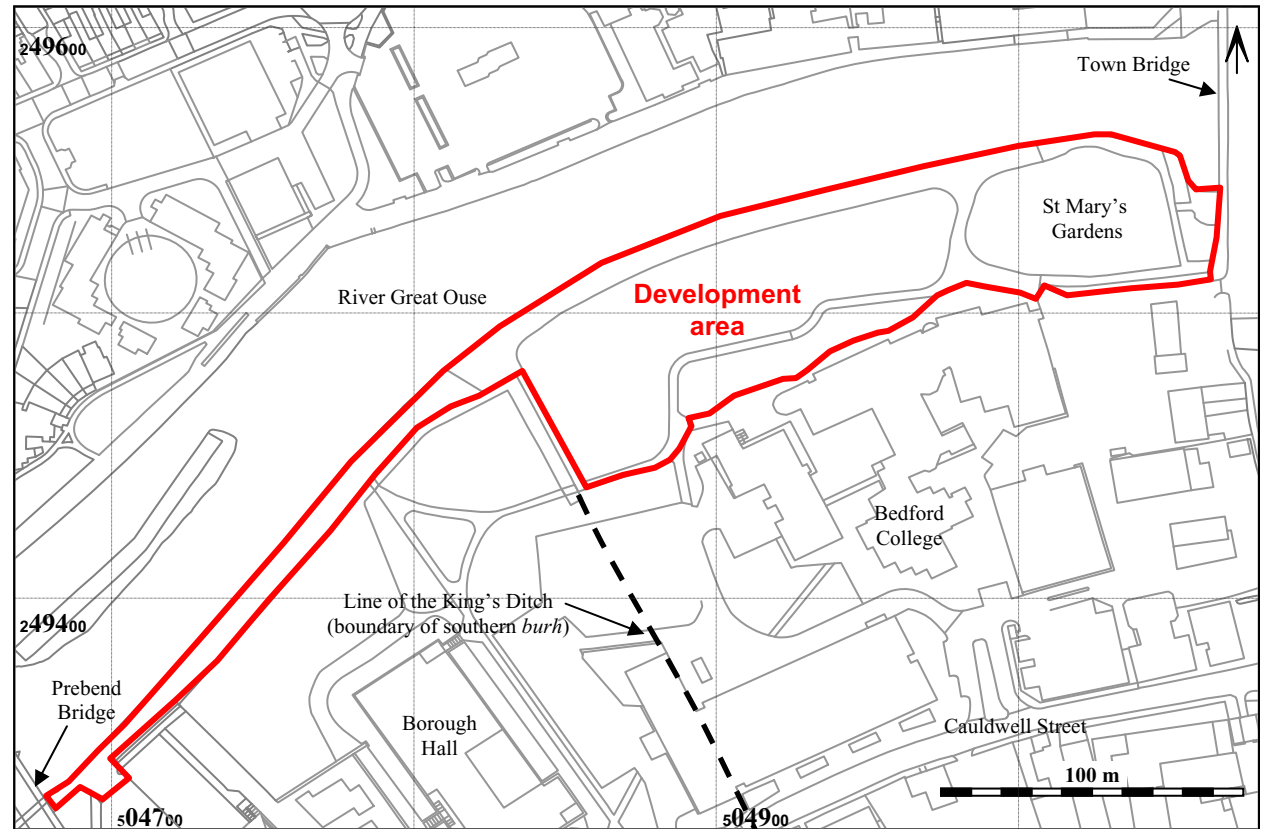 249600
Town Bridge
St Mary's
Gardens
River Great Ouse
Development
area
Bedford
College
Line of the King's Ditch
(boundary of southern burh)
249400
Prebend
Bridge
Borough
Hall
Cauldwell Street
100 m
504700
504900